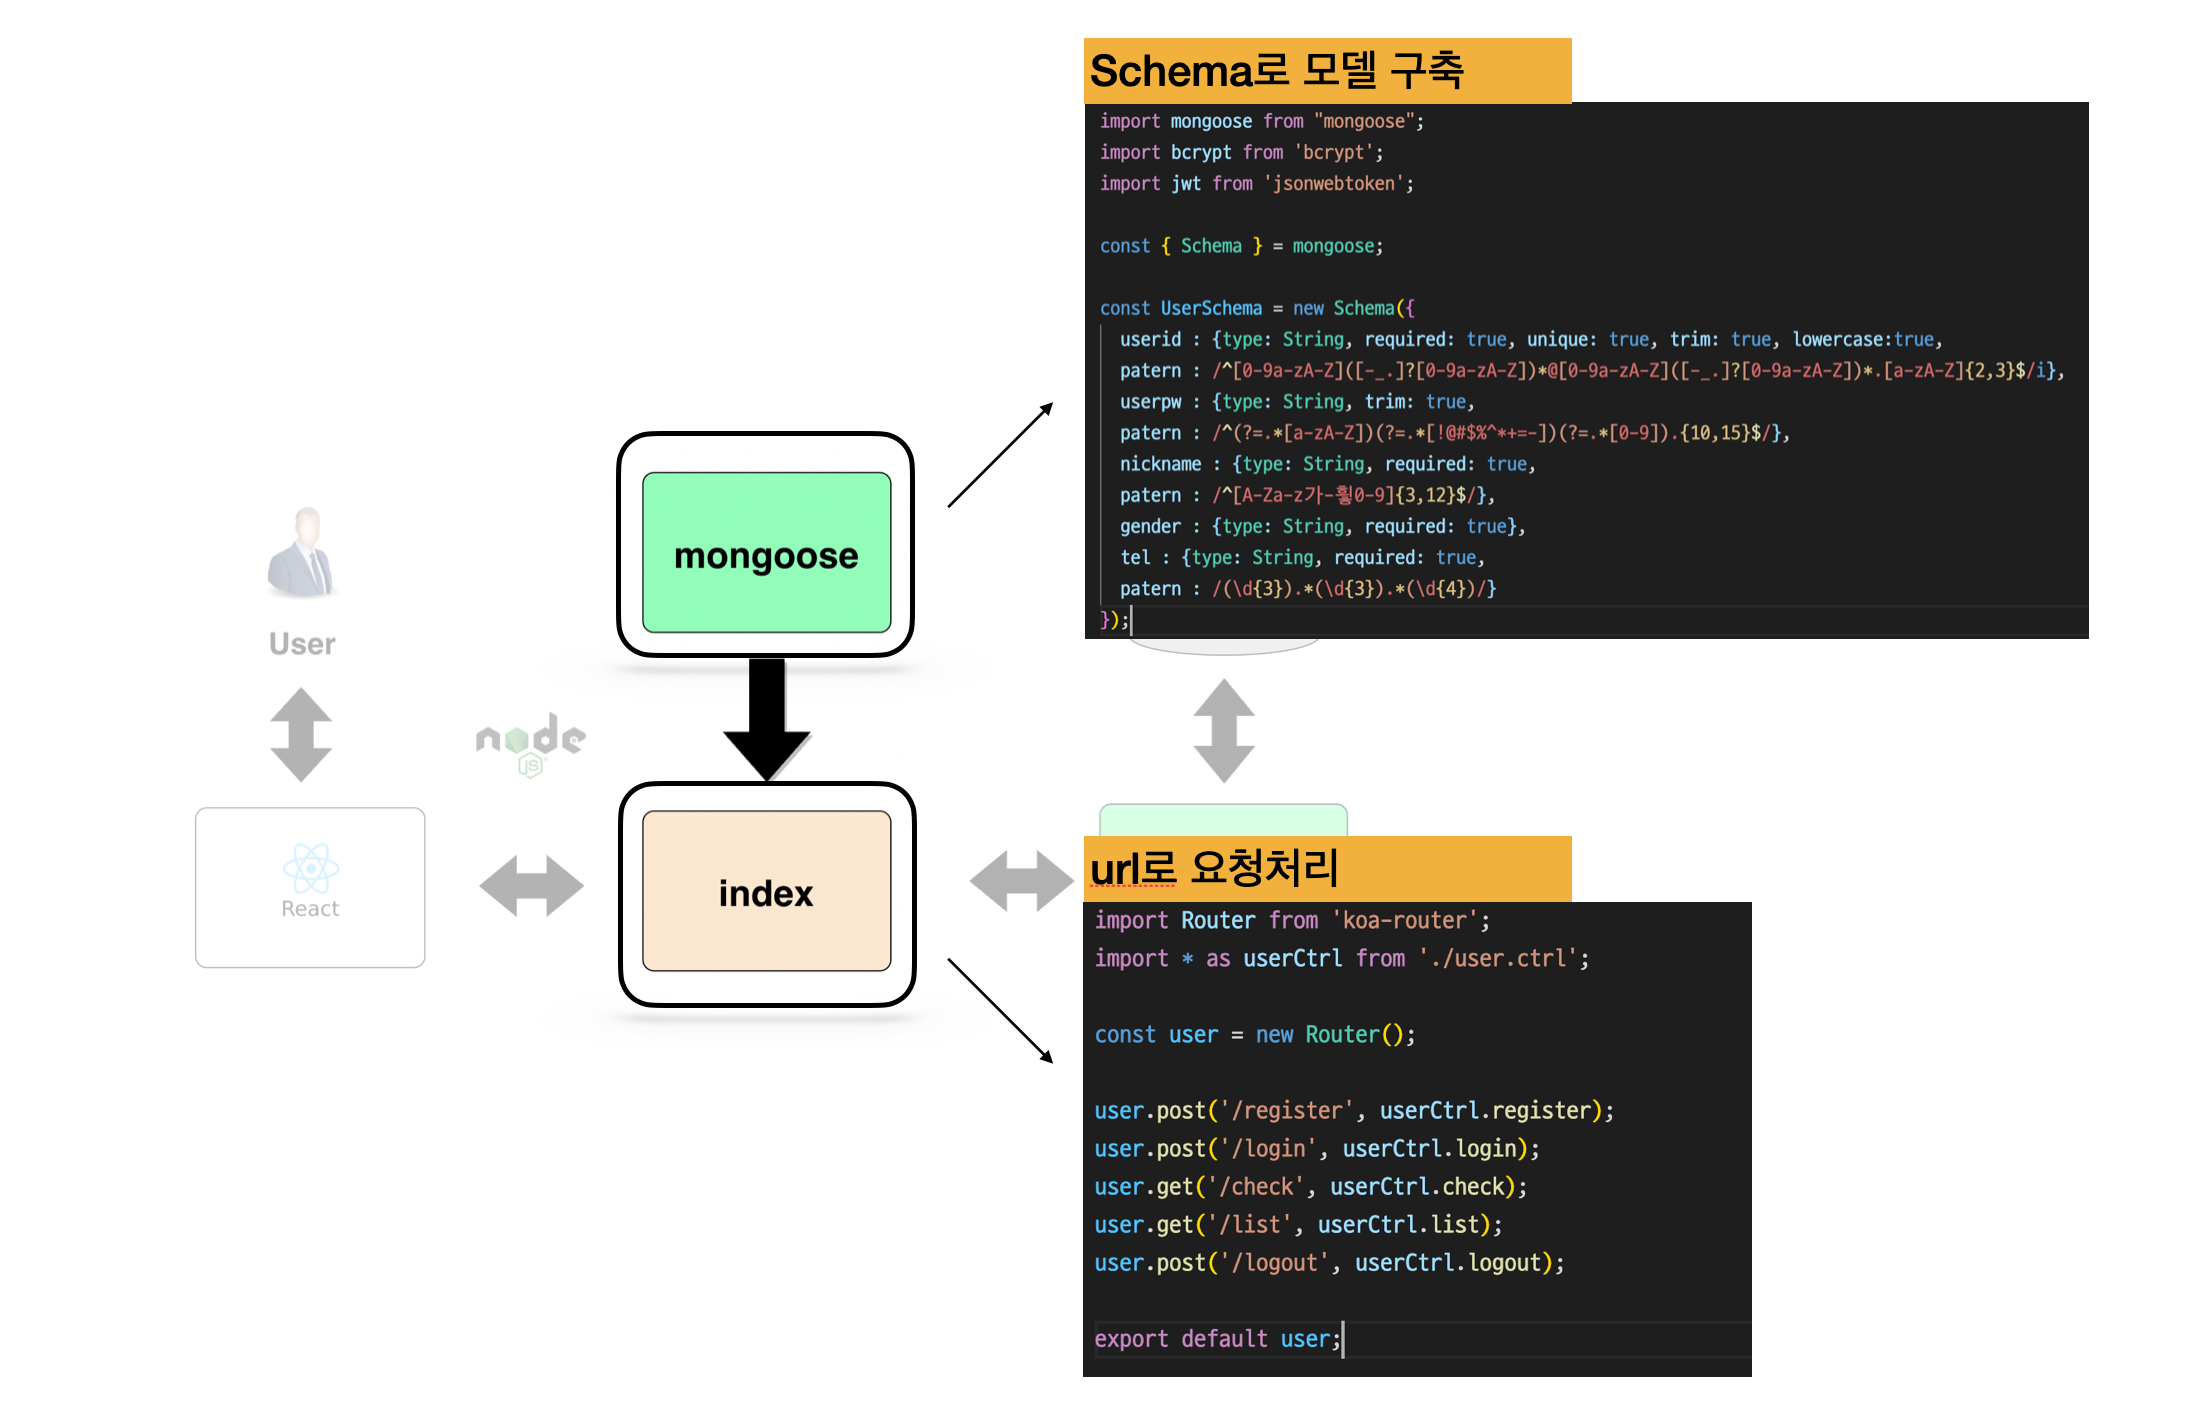 Schema로 모델 구축
import mongoose from "mongoose";
import bcrypt from 'bcrypt';
import jwt from 'jsonwebtoken';
const { Schema } = mongoose;
const UserSchema = new Schema({
userid : {type: String, required: true, unique: true, trim: true, lowercase:true,
patern : /^[0-9a-zA-Z]([-_.]?[0-9a-zA-Z])*@[0-9a-zA-Z]([-_.]?[0-9a-zA-Z])*.[a-zA-Z]{2,3}$/i},
userpw : {type: String, trim: true,
patern : /^(?=.*[a-zA-Z])(?=.*[!@#$%^*+=-])(?=.*[0-9]).{10,15}$/},
nickname : {type: String, required: true,
patern : /^[A-Za-z가-힣0-9]{3,12}$/},
gender : {type: String, required: true},
tel : {type: String, required: true,
patern : /(\d{3}).*(\d{3}).*(\d{4})/}
});
mongoose
User
node
JS
React
index
url로 요청처리
import Router from 'koa-router';
import * as userCtrl from './user.ctrl';
const user = new Router();
user.post('/register', userCtrl.register);
user.post('/login', userCtrl.login);
user.get('/check', userCtrl.check);
user.get('/list', userCtrl.list);
user.post('/logout', userCtrl.logout);
export default user;